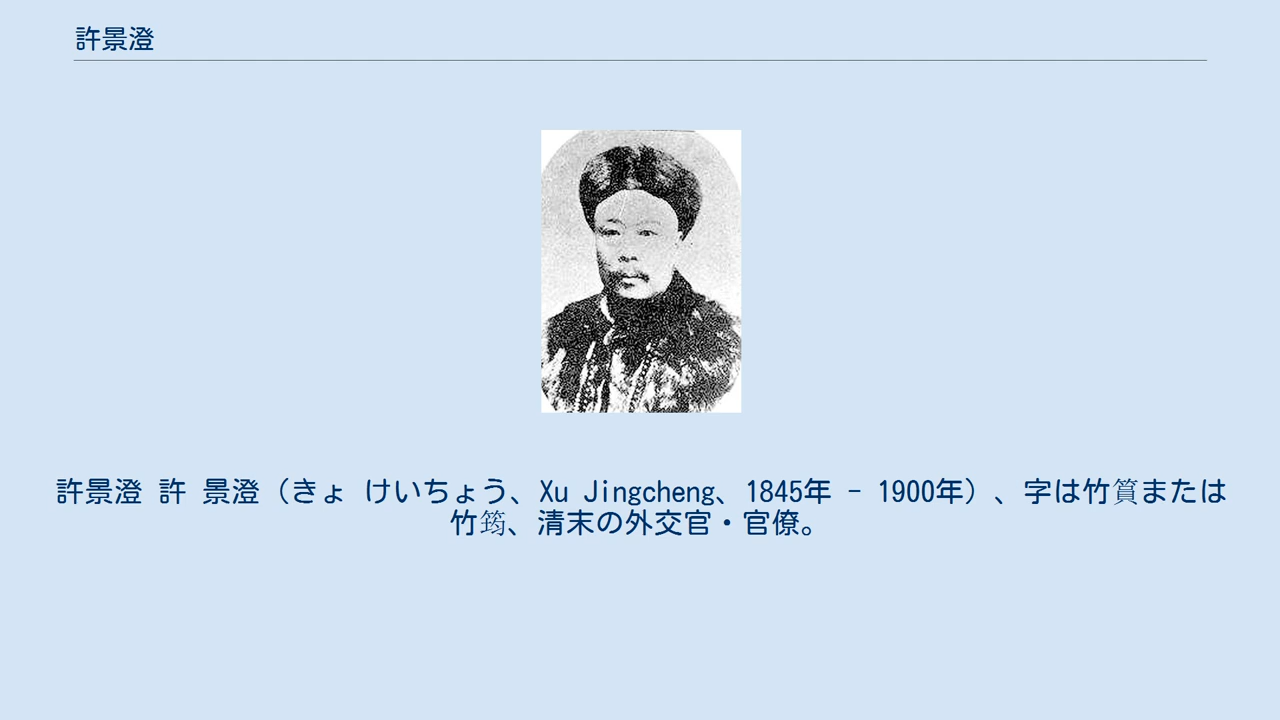 許景澄
許景澄 許 景澄（きょ けいちょう、Xu Jingcheng、1845年 - 1900年）、字は竹篔または
竹筠、清末の外交官・官僚。